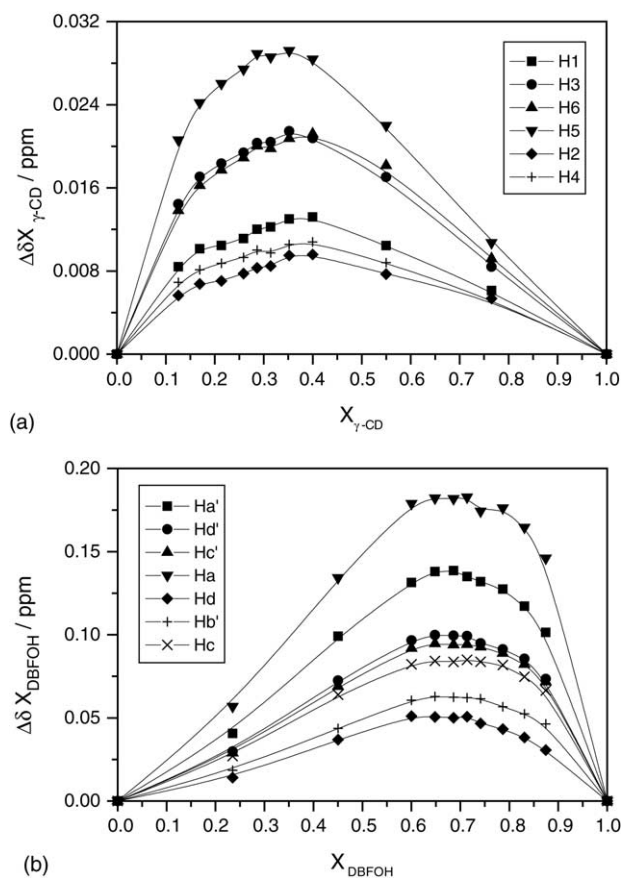 0.032
0.024
0.016
0.008
0.000
ΔδX γ-CD / ppm
H1
H3
H6
H5
H2
H4
0.0 0.1 0.2 0.3 0.4 0.5 0.6 0.7 0.8 0.9 1.0
X γ-CD
(a)
0.20
0.15
0.10
0.05
0.00
Δδ X DBFOH / ppm
Ha'
Hd'
Hc'
Ha
Hd
Hb'
Hc
0.0 0.1 0.2 0.3 0.4 0.5 0.6 0.7 0.8 0.9 1.0
X DBFOH
(b)